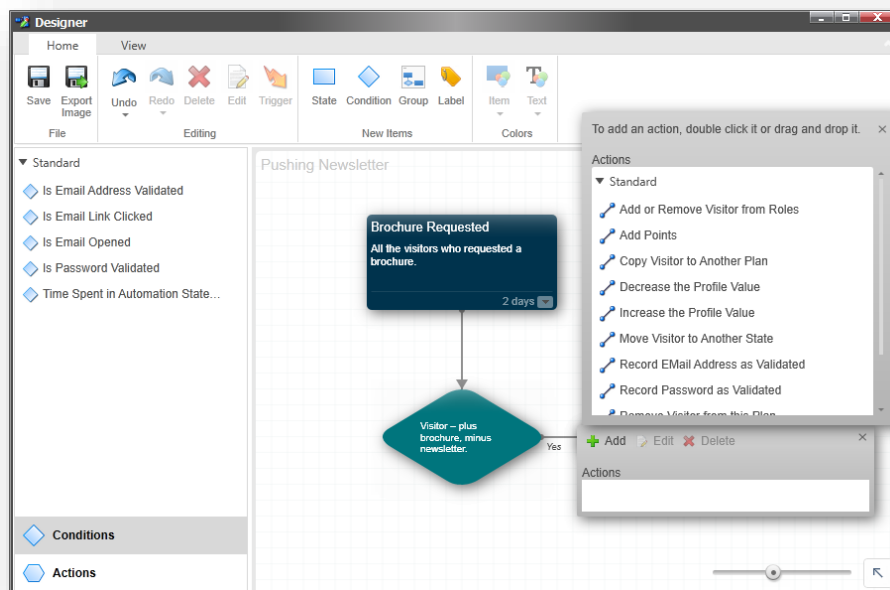 Designer
Home
View
Save
Export
Image
Undo
Redo
Delete
Edit
Trigger
State
Condition
Group
Label
Item
Text
File
Editing
New Items
Colors
Standard
Is Email Address Validated
Is Email Link Clicked
Is Email Opened
Is Password Validated
Time Spent in Automation State...
Conditions
Actions
Pushing Newsletter
Brochure Requested
All the visitors who requested a
brochure.
2 days
Visitor – plus
brochure, minus
newsletter.
Yes
To add an action, double click it or drag and drop it.
Actions
Standard
Add or Remove Visitor from Roles
Add Points
Copy Visitor to Another Plan
Decrease the Profile Value
Increase the Profile Value
Move Visitor to Another State
Record EMail Address as Validated
Record Password as Validated
Remove Visitor from this Plan
Add
Edit
Delete
Actions